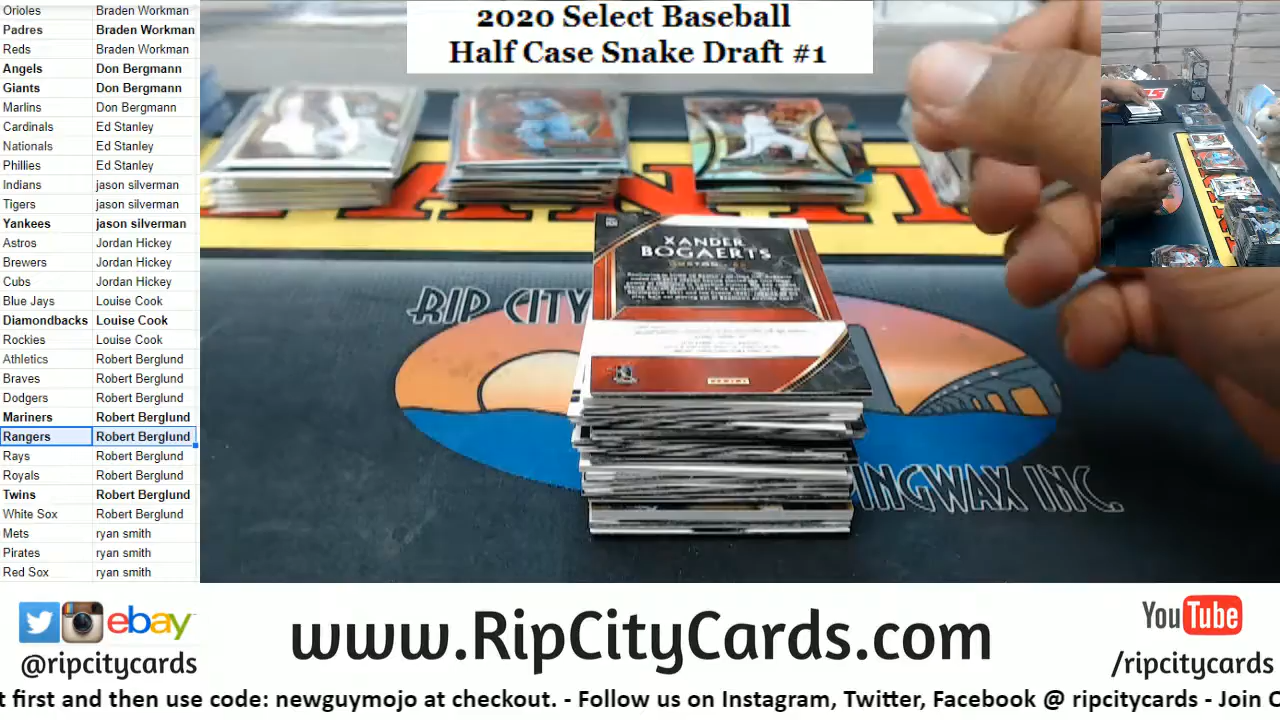 2020 Select Baseball
Half Case Snake Draft #1
Orioles Braden Workman
Padres Braden Workman
Reds Braden Workman
Angels Don Bergmann
Giants Don Bergmann
Marlins Don Bergmann
Cardinals Ed Stanley
Nationals Ed Stanley
Phillies Ed Stanley
Indians jason silverman
Tigers jason silverman
Yankees jason silverman
Astros Jordan Hickey
Brewers Jordan Hickey
Cubs Jordan Hickey
Blue Jays Louise Cook
Diamondbacks Louise Cook
Rockies Louise Cook
Athletics Robert Berglund
Braves Robert Berglund
Dodgers Robert Berglund
Mariners Robert Berglund
Rangers Robert Berglund
Rays Robert Berglund
Royals Robert Berglund
Twins Robert Berglund
White Sox Robert Berglund
Mets ryan smith
Pirates ryan smith
Red Sox ryan smith
XANDER
BOGAERTS
PANINI
RIP CITY
INGWAX INC.
ebay
@ripcitycards
www.RipCityCards.com
YouTube
/ripcitycards
t first and then use code: newguymojo at checkout. - Follow us on Instagram, Twitter, Facebook @ ripcitycards - Join